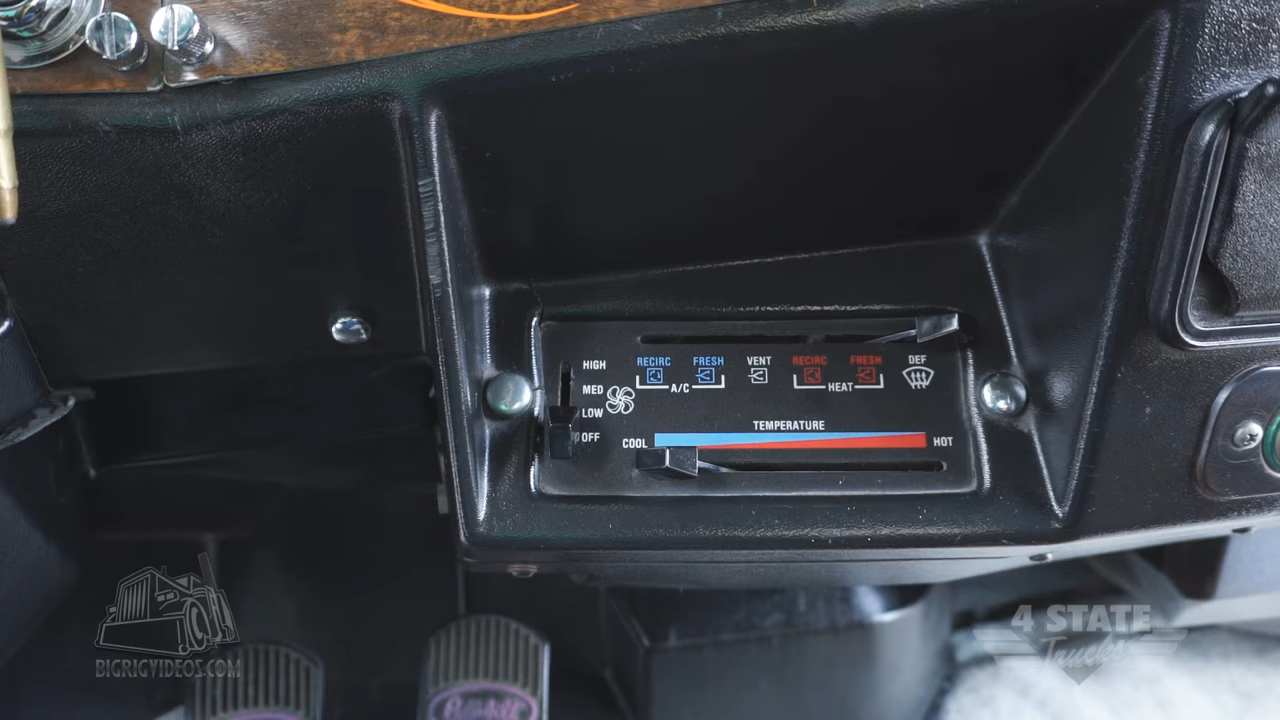 HIGH
MED
LOW
OFF
RECIRC FRESH VENT RECIRC FRESH DEF
A/C HEAT
TEMPERATURE
COOL HOT
BIGRIGVIDEOS.COM
4 STATE
Trucks
Peterbilt